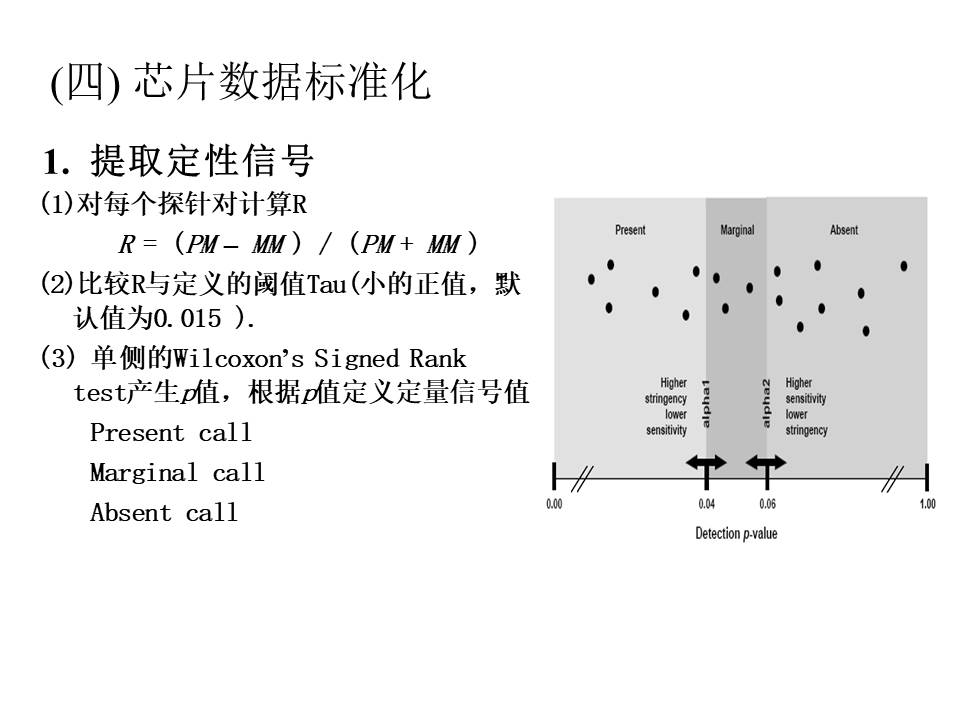 (四) 芯片数据标准化
1. 提取定性信号
(1)对每个探针对计算R
R = (PM – MM ) / (PM + MM )
(2)比较R与定义的阈值Tau(小的正值，默
认值为0.015 ).
(3) 单侧的Wilcoxon’s Signed Rank
test产生p值，根据p值定义定量信号值
Present call
Marginal call
Absent call
Present
Marginal
Absent
Higher
stringency
lower
sensitivity
alpha1
alpha2
Higher
sensitivity
lower
stringency
0.00
0.04
0.06
1.00
Detection p-value